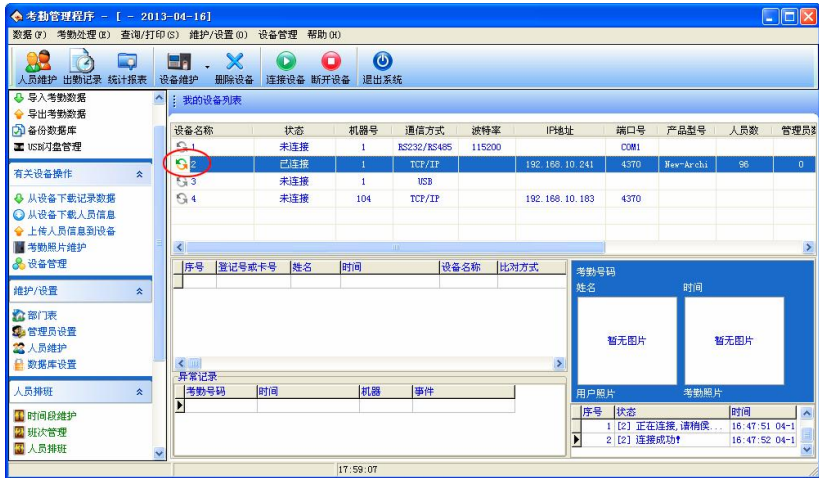 考勤管理程序 - [ - 2013-04-16]
数据(F) 考勤处理(E) 查询/打印(S) 维护/设置(O) 设备管理 帮助(H)
人员维护 出勤记录 统计报表 设备维护 删除设备 连接设备 断开设备 退出系统
导入考勤数据
导出考勤数据
备份数据库
USB闪盘管理
有关设备操作
从设备下载记录数据
从设备下载人员信息
上传人员信息到设备
考勤照片维护
设备管理
维护/设置
部门表
管理员设置
人员维护
数据库设置
人员排班
时间段维护
班次管理
人员排班
我的设备列表
设备名称 状态 机器号 通信方式 波特率 IP地址 端口号 产品型号 人员数 管理员数
1 未连接 1 RS232/RS485 115200 COM1
2 已连接 1 TCP/IP 192.168.10.241 4370 New-Archi 96 0
3 未连接 1 USB
4 未连接 104 TCP/IP 192.168.10.183 4370
序号 登记号或卡号 姓名 时间 设备名称 比对方式
异常记录
考勤号码 时间 机器 事件
考勤号码
姓名 时间
暂无图片 暂无图片
用户照片 考勤照片
序号 状态 时间
1 [2] 正在连接,请稍侯... 16:47:51 04-1
2 [2] 连接成功! 16:47:52 04-1
17:59:07